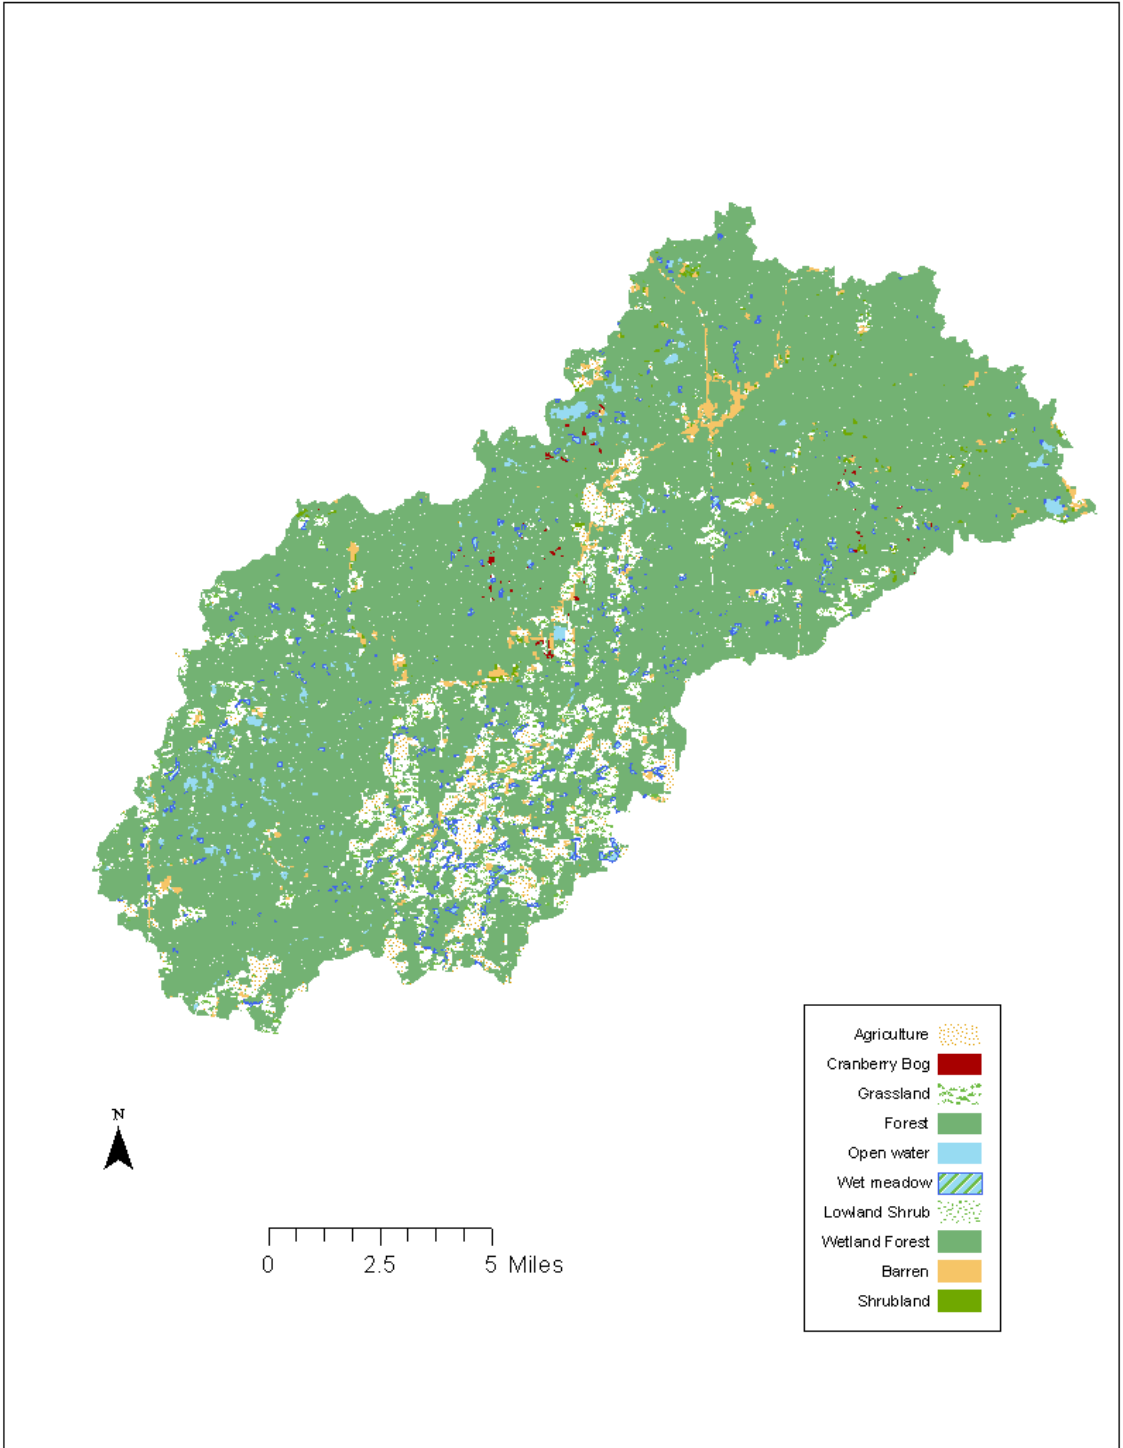 Agriculture
Cranberry Bog
Grassland
Forest
Open water
Wet meadow
Lowland Shrub
Wetland Forest
Barren
Shrubland
N
0 2.5 5 Miles